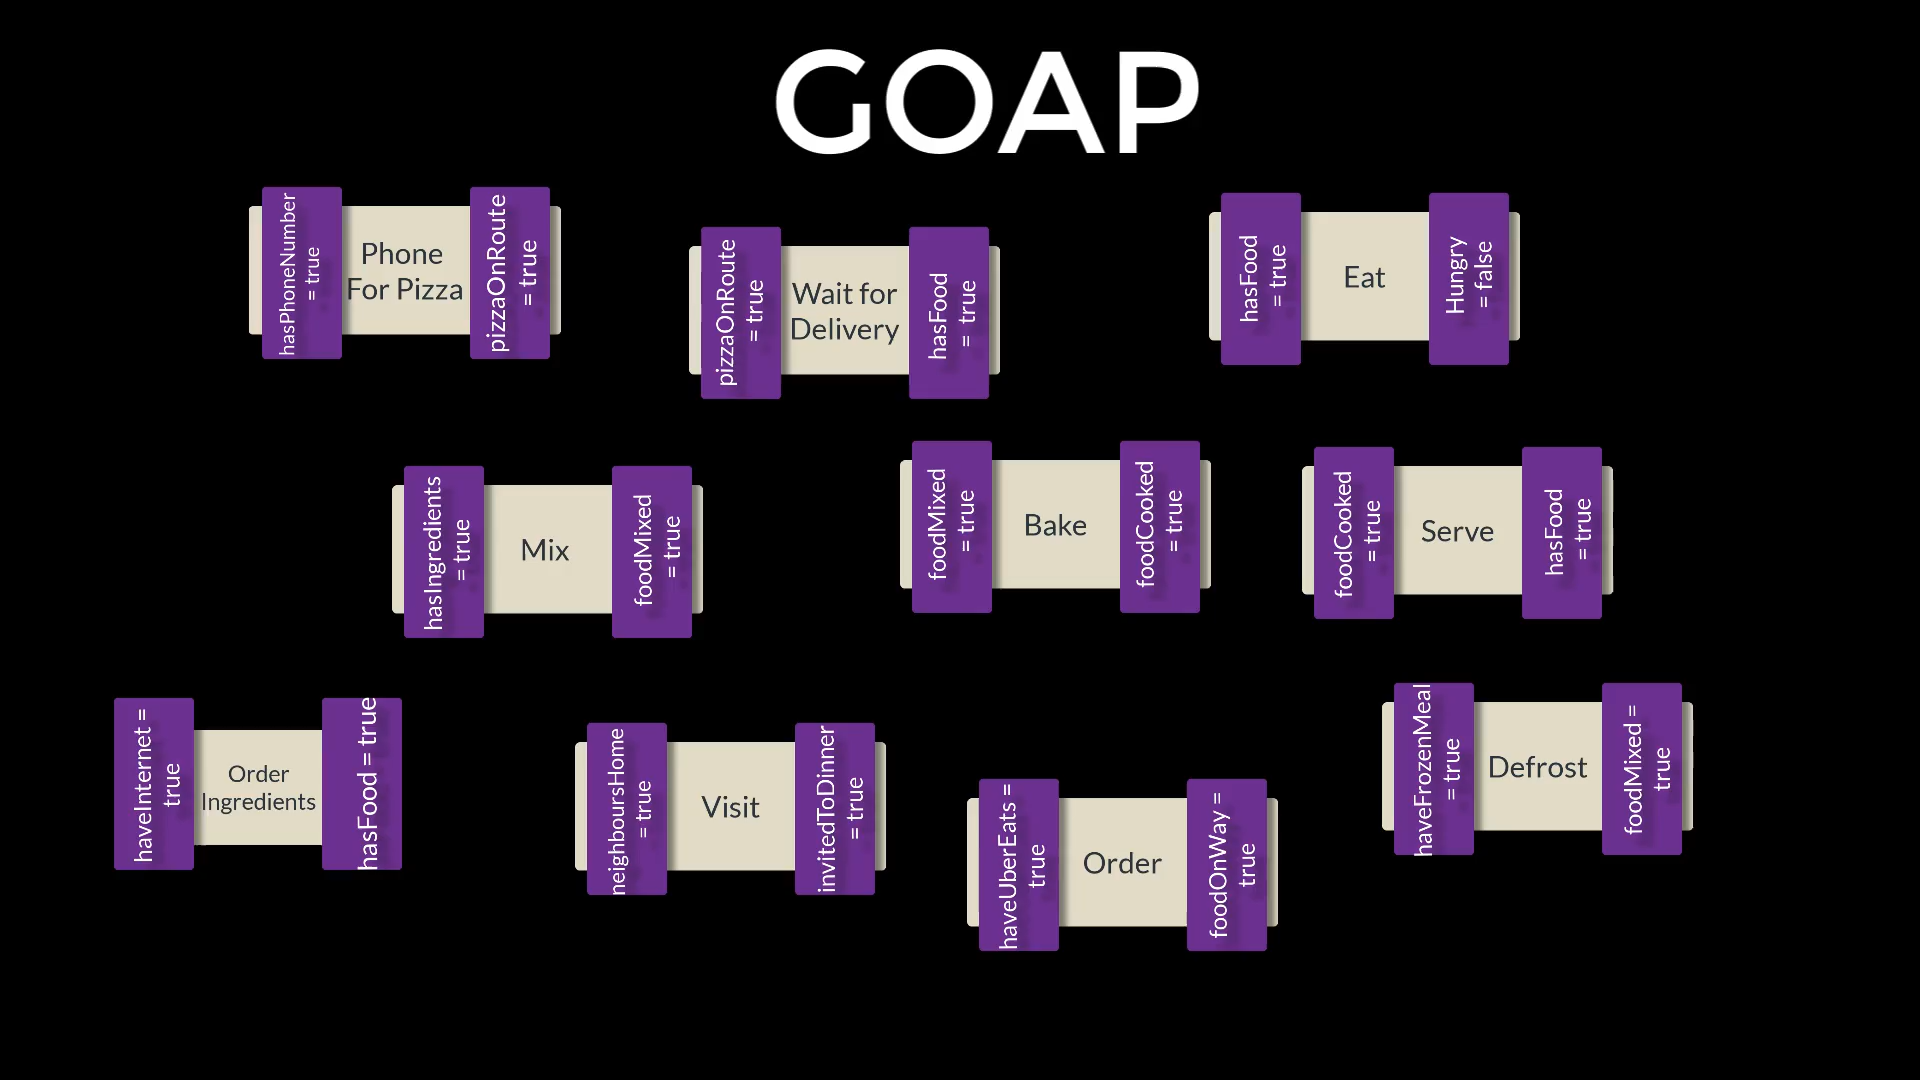 GOAP
hasPhoneNumber
= true
Phone
For Pizza
pizzaOnRoute
= true
pizzaOnRoute
= true
Wait for
Delivery
hasFood
= true
hasFood
= true
Eat
Hungry
= false
hasIngredients
= true
Mix
foodMixed
= true
foodMixed
= true
Bake
foodCooked
= true
foodCooked
= true
Serve
hasFood
= true
haveInternet =
true
Order
Ingredients
hasFood = true
neighboursHome
= true
Visit
invitedToDinner
= true
haveUberEats =
true
Order
foodOnWay =
true
haveFrozenMeal
= true
Defrost
foodMixed =
true